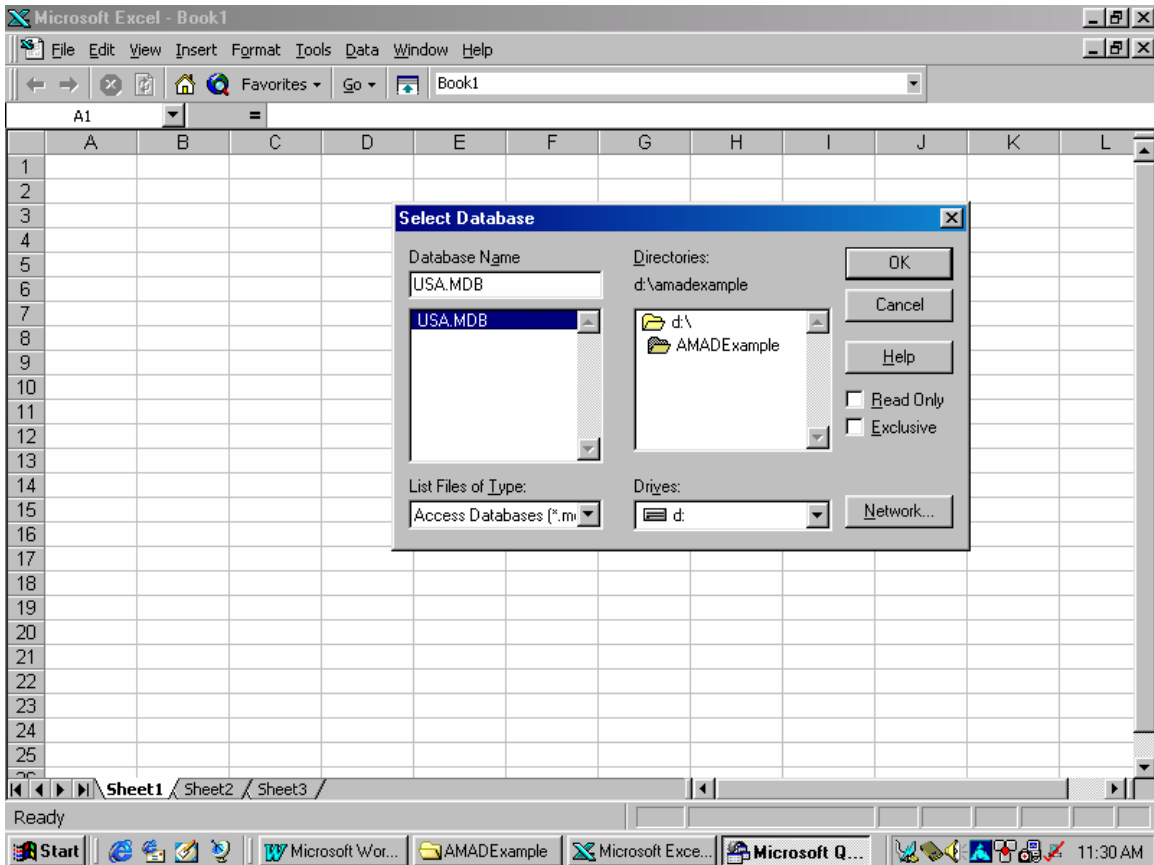 Microsoft Excel - Book1
File Edit View Insert Format Tools Data Window Help
Favorites Go Book1
A1 =
A B C D E F G H I J K L
1
2
3
4
5
6
7
8
9
10
11
12
13
14
15
16
17
18
19
20
21
22
23
24
25
26
Select Database
Database Name
USA.MDB
USA.MDB
List Files of Type:
Access Databases (*.m
Directories:
d:\amadexample
d:\
AMADExample
Drives:
d:
OK
Cancel
Help
Read Only
Exclusive
Network...
Sheet1 Sheet2 Sheet3
Ready
Start Microsoft Wor... AMADExample Microsoft Exce... Microsoft Q... 11:30 AM